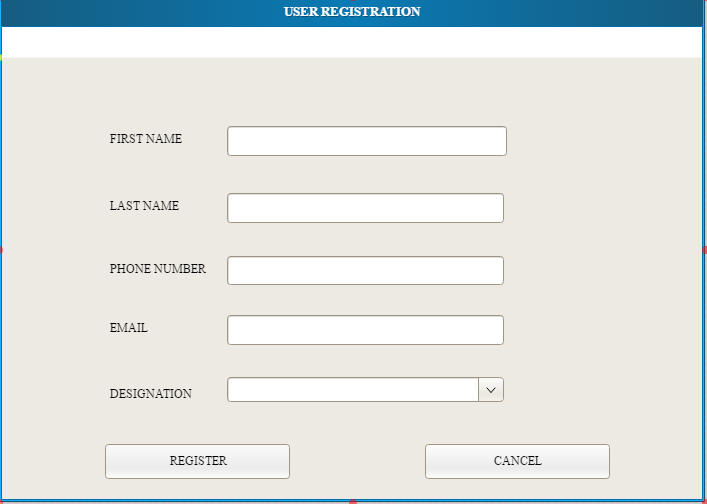 USER REGISTRATION
FIRST NAME
LAST NAME
PHONE NUMBER
EMAIL
DESIGNATION
REGISTER
CANCEL